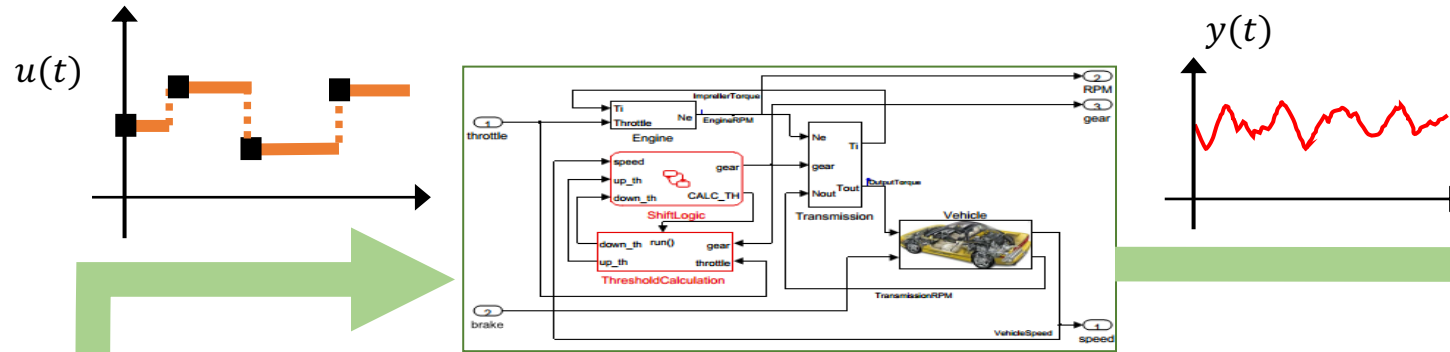 u(t)
y(t)
2
RPM
3
gear
ImprellerTorque
Ti
Throttle
Ne
EngineRPM
Engine
1
throttle
Ne
gear
Nout
Ti
Tout
OutputTorque
Transmission
speed
up_th
down_th
gear
CALC_TH
ShiftLogic
run()
down_th
up_th
gear
throttle
ThresholdCalculation
Vehicle
TransmissionRPM
2
brake
VehicleSpeed
1
speed